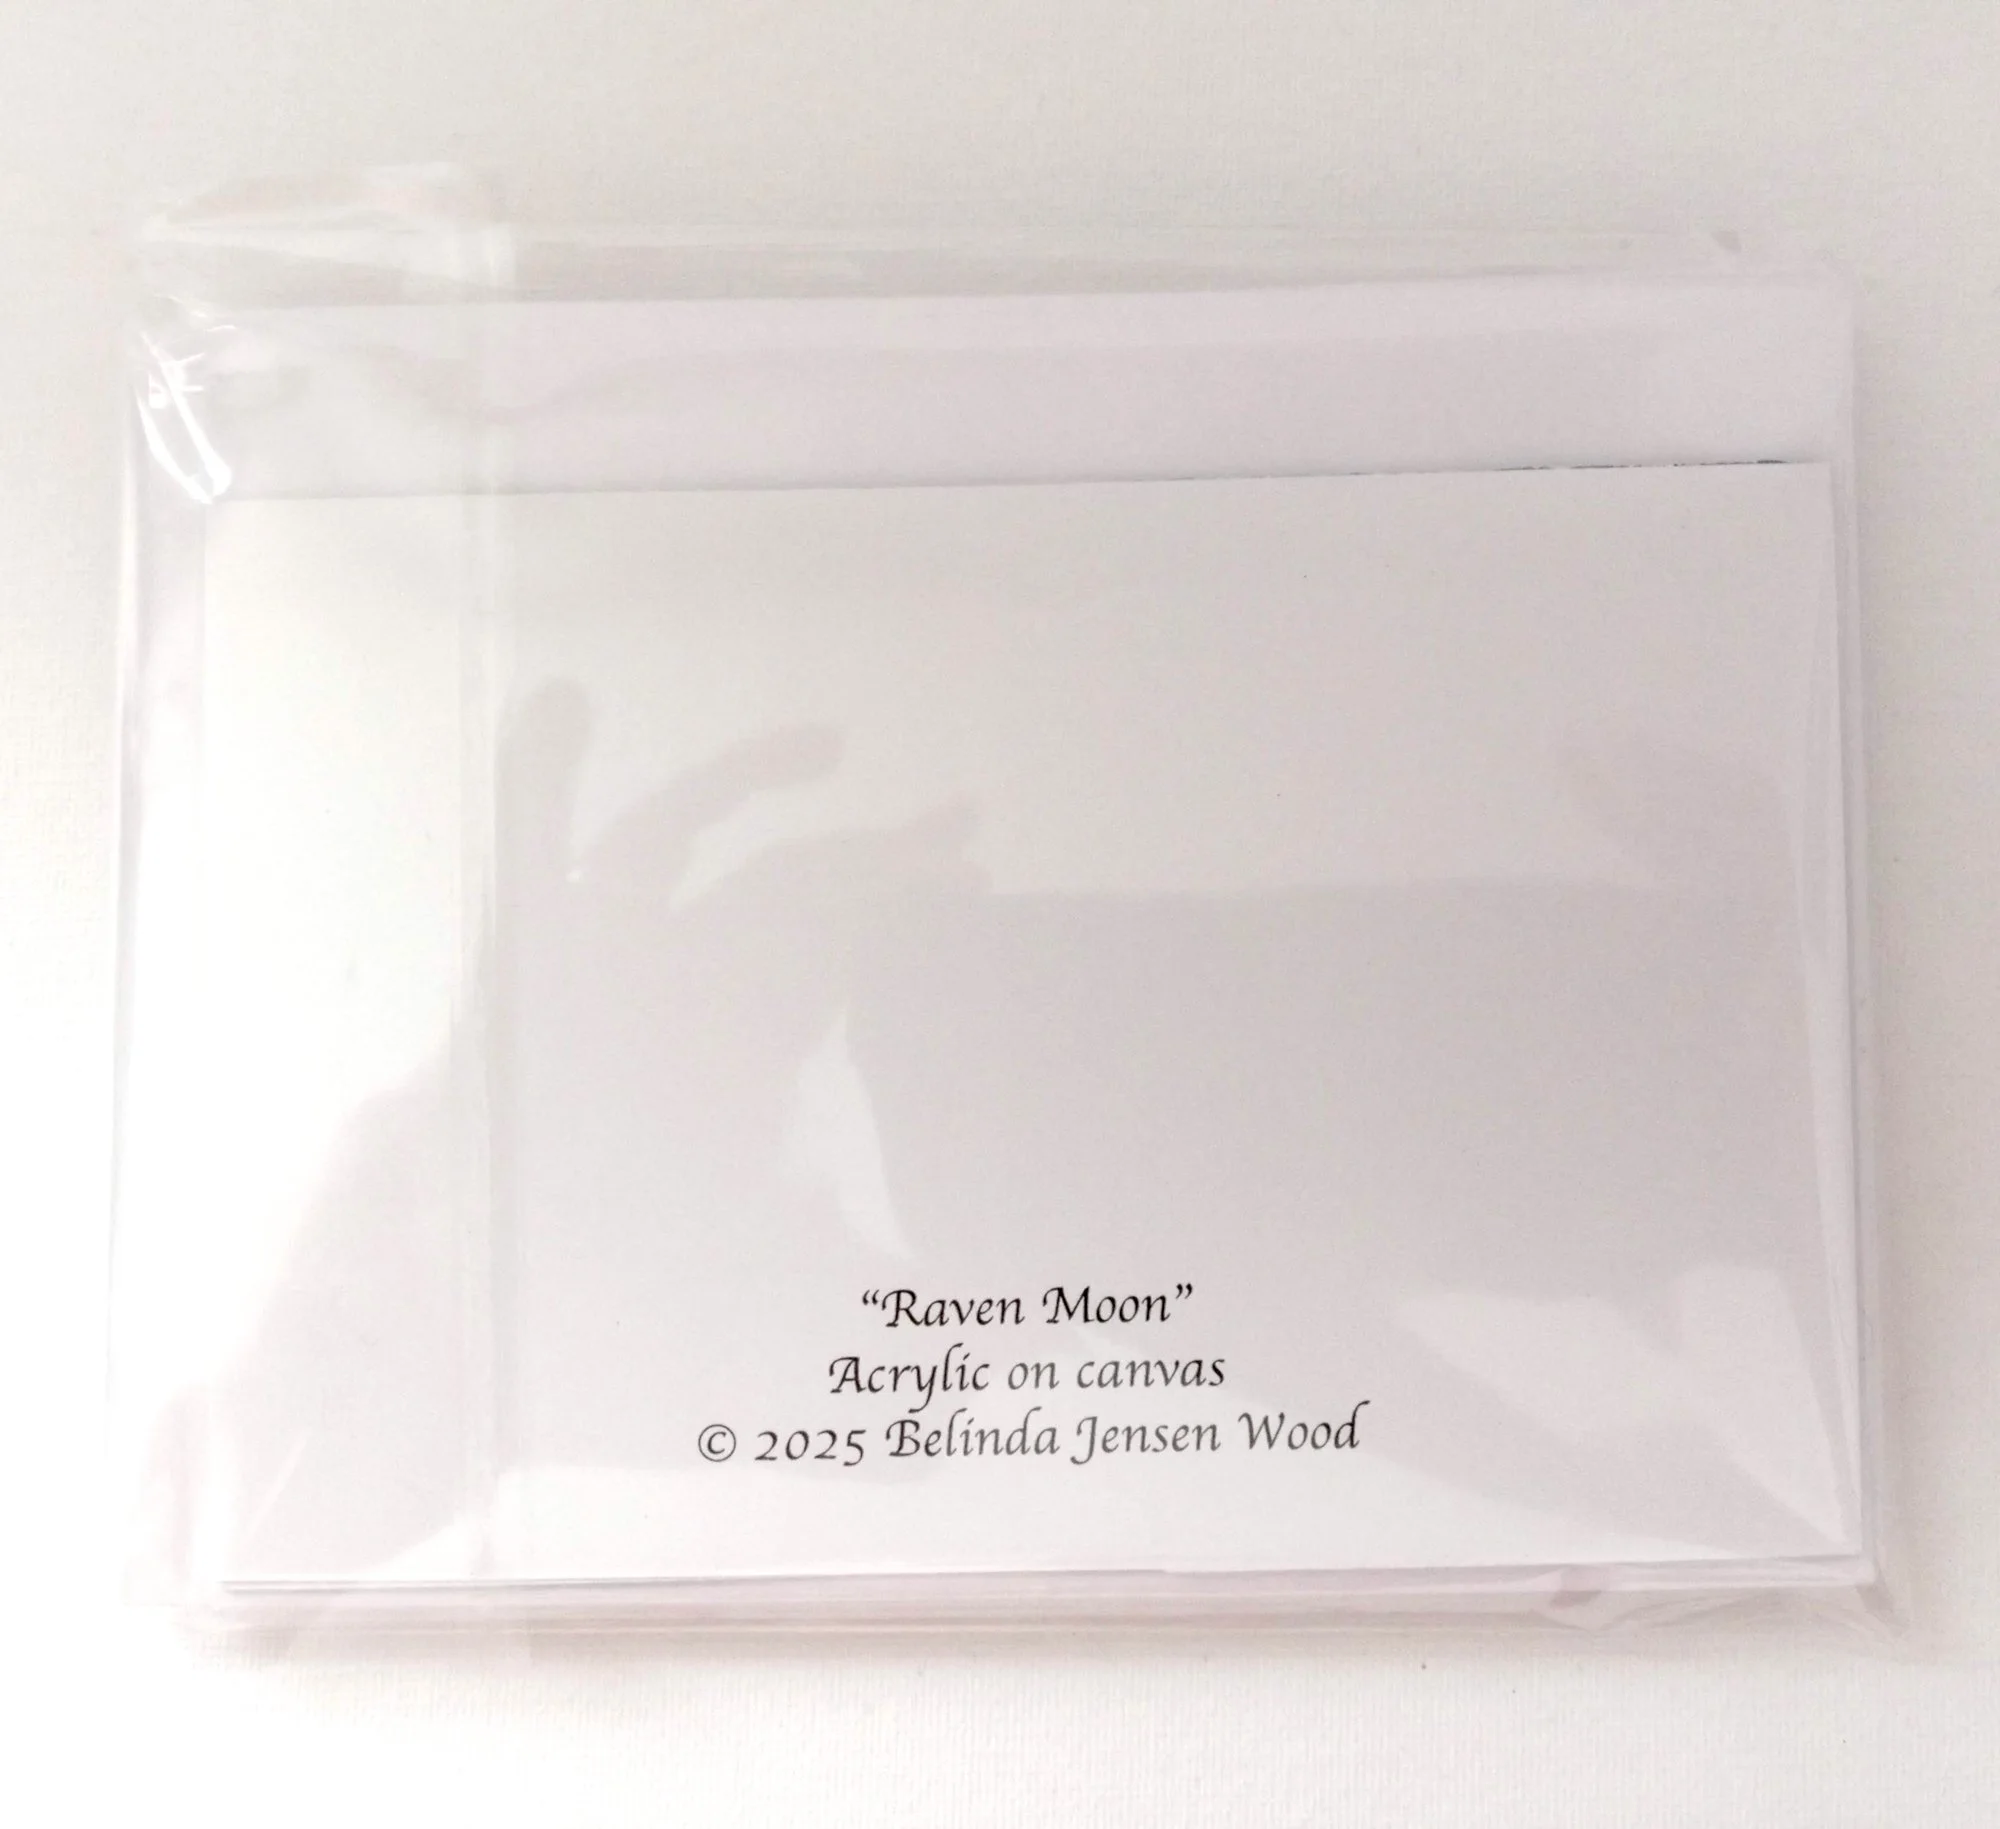 “Raven Moon”
Acrylic on canvas
© 2025 Belinda Jensen Wood